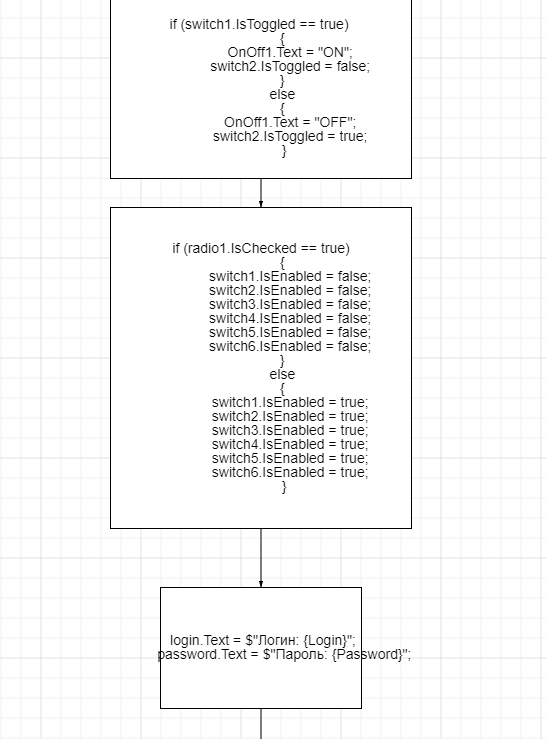 if (switch1.IsToggled == true)
{
OnOff1.Text = "ON";
switch2.IsToggled = false;
}
else
{
OnOff1.Text = "OFF";
switch2.IsToggled = true;
}
if (radio1.IsChecked == true)
{
switch1.IsEnabled = false;
switch2.IsEnabled = false;
switch3.IsEnabled = false;
switch4.IsEnabled = false;
switch5.IsEnabled = false;
switch6.IsEnabled = false;
}
else
{
switch1.IsEnabled = true;
switch2.IsEnabled = true;
switch3.IsEnabled = true;
switch4.IsEnabled = true;
switch5.IsEnabled = true;
switch6.IsEnabled = true;
}
login.Text = $"Логин: {Login}";
password.Text = $"Пароль: {Password}";